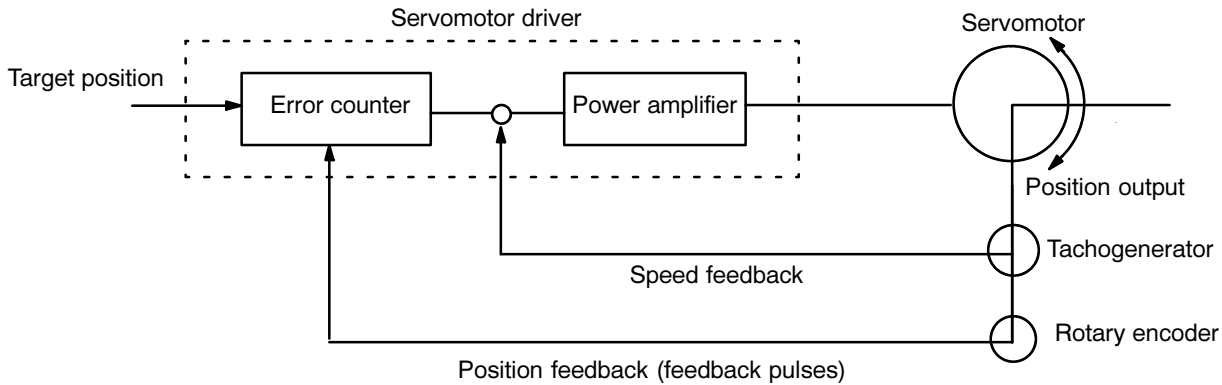 Servomotor driver
Servomotor
Target position
Error counter
Power amplifier
Position output
Tachogenerator
Speed feedback
Rotary encoder
Position feedback (feedback pulses)